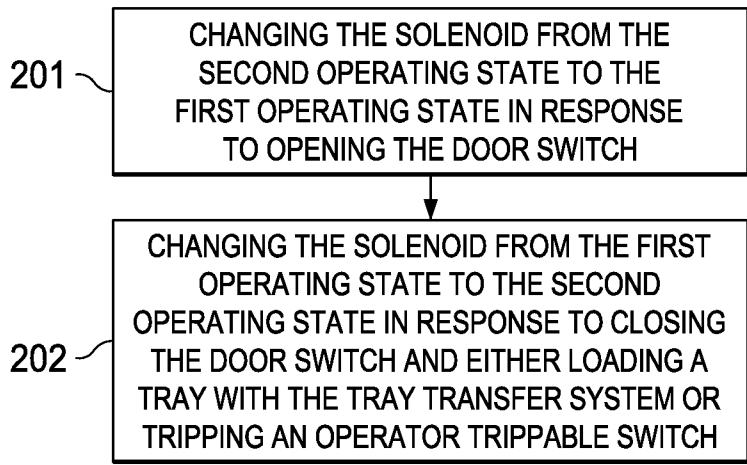 201
CHANGING THE SOLENOID FROM THE
SECOND OPERATING STATE TO THE
FIRST OPERATING STATE IN RESPONSE
TO OPENING THE DOOR SWITCH
202
CHANGING THE SOLENOID FROM THE FIRST
OPERATING STATE TO THE SECOND
OPERATING STATE IN RESPONSE TO CLOSING
THE DOOR SWITCH AND EITHER LOADING A
TRAY WITH THE TRAY TRANSFER SYSTEM OR
TRIPPING AN OPERATOR TRIPPABLE SWITCH